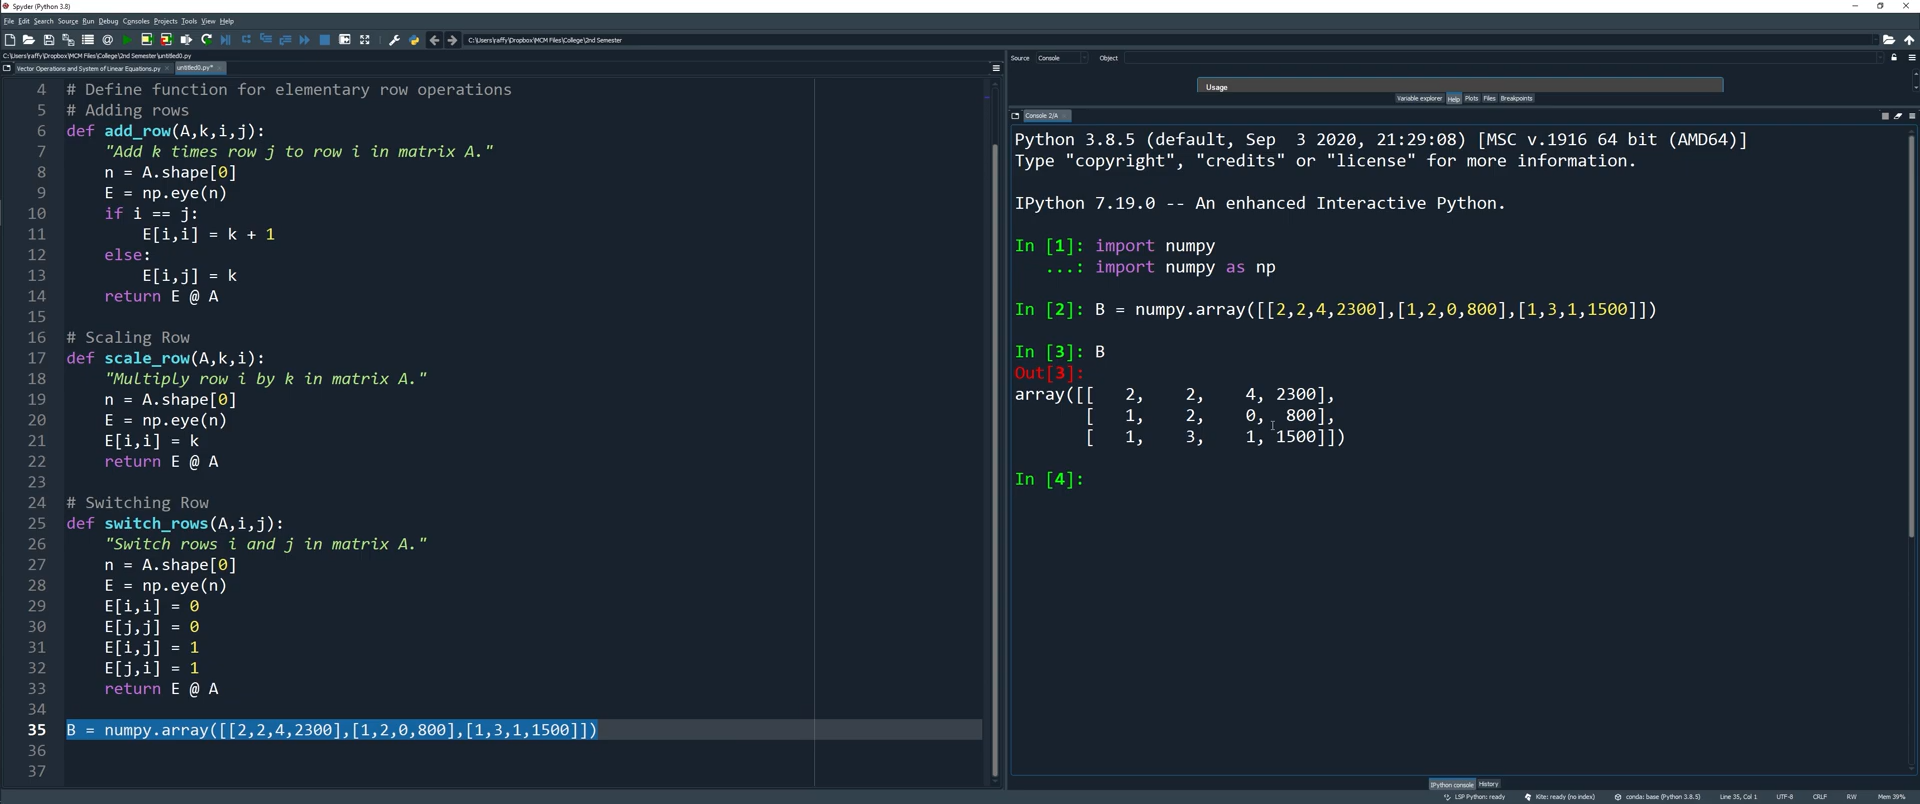 Spyder (Python 3.8)
File Edit Search Source Run Debug Consoles Projects Tools View Help
C:\Users\raffy\Dropbox\MCM Files\College\2nd Semester
C:\Users\raffy\Dropbox\MCM Files\College\2nd Semester\untitled0.py
Vector Operations and System of Linear Equations.py
untitled0.py*
4 # Define function for elementary row operations
5 # Adding rows
6 def add_row(A,k,i,j):
7 "Add k times row j to row i in matrix A."
8 n = A.shape[0]
9 E = np.eye(n)
10 if i == j:
11 E[i,i] = k + 1
12 else:
13 E[i,j] = k
14 return E @ A
15
16 # Scaling Row
17 def scale_row(A,k,i):
18 "Multiply row i by k in matrix A."
19 n = A.shape[0]
20 E = np.eye(n)
21 E[i,i] = k
22 return E @ A
23
24 # Switching Row
25 def switch_rows(A,i,j):
26 "Switch rows i and j in matrix A."
27 n = A.shape[0]
28 E = np.eye(n)
29 E[i,i] = 0
30 E[j,j] = 0
31 E[i,j] = 1
32 E[j,i] = 1
33 return E @ A
34
35 B = numpy.array([[2,2,4,2300],[1,2,0,800],[1,3,1,1500]])
36
37
Source Console Object
Usage
Variable explorer Help Plots Files Breakpoints
Console 2/A
Python 3.8.5 (default, Sep 3 2020, 21:29:08) [MSC v.1916 64 bit (AMD64)]
Type "copyright", "credits" or "license" for more information.
IPython 7.19.0 -- An enhanced Interactive Python.
In [1]: import numpy
...: import numpy as np
In [2]: B = numpy.array([[2,2,4,2300],[1,2,0,800],[1,3,1,1500]])
In [3]: B
Out[3]:
array([[ 2, 2, 4, 2300],
[ 1, 2, 0, 800],
[ 1, 3, 1, 1500]])
In [4]:
IPython console History
LSP Python: ready Kite: ready (no index) conda: base (Python 3.8.5) Line 35, Col 1 UTF-8 CRLF RW Mem 39%